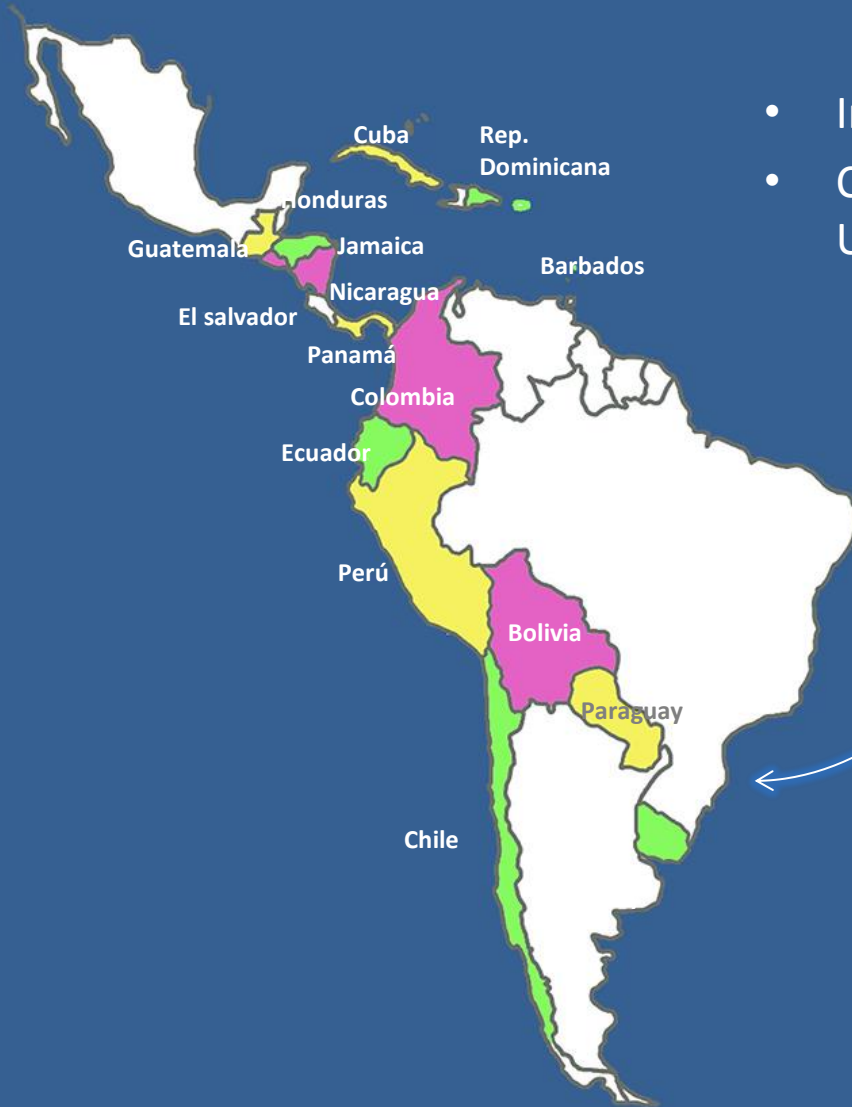 Cuba
Rep.
Dominicana
Honduras
Guatemala
Jamaica
Barbados
Nicaragua
El salvador
Panamá
Colombia
Ecuador
Perú
Bolivia
Paraguay
Chile